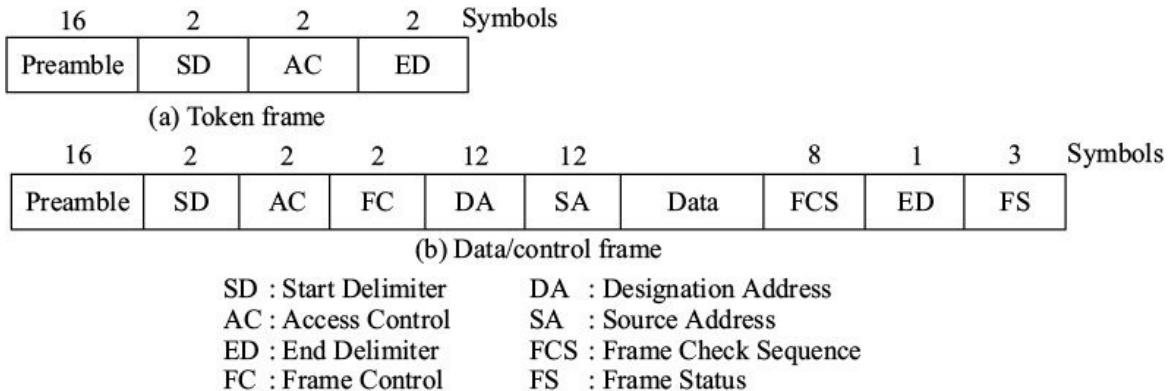 16 2 2 2 Symbols
Preamble SD AC ED
(a) Token frame
16 2 2 2 12 12 8 1 3 Symbols
Preamble SD AC FC DA SA Data FCS ED FS
(b) Data/control frame
SD : Start Delimiter DA : Designation Address
AC : Access Control SA : Source Address
ED : End Delimiter FCS : Frame Check Sequence
FC : Frame Control FS : Frame Status